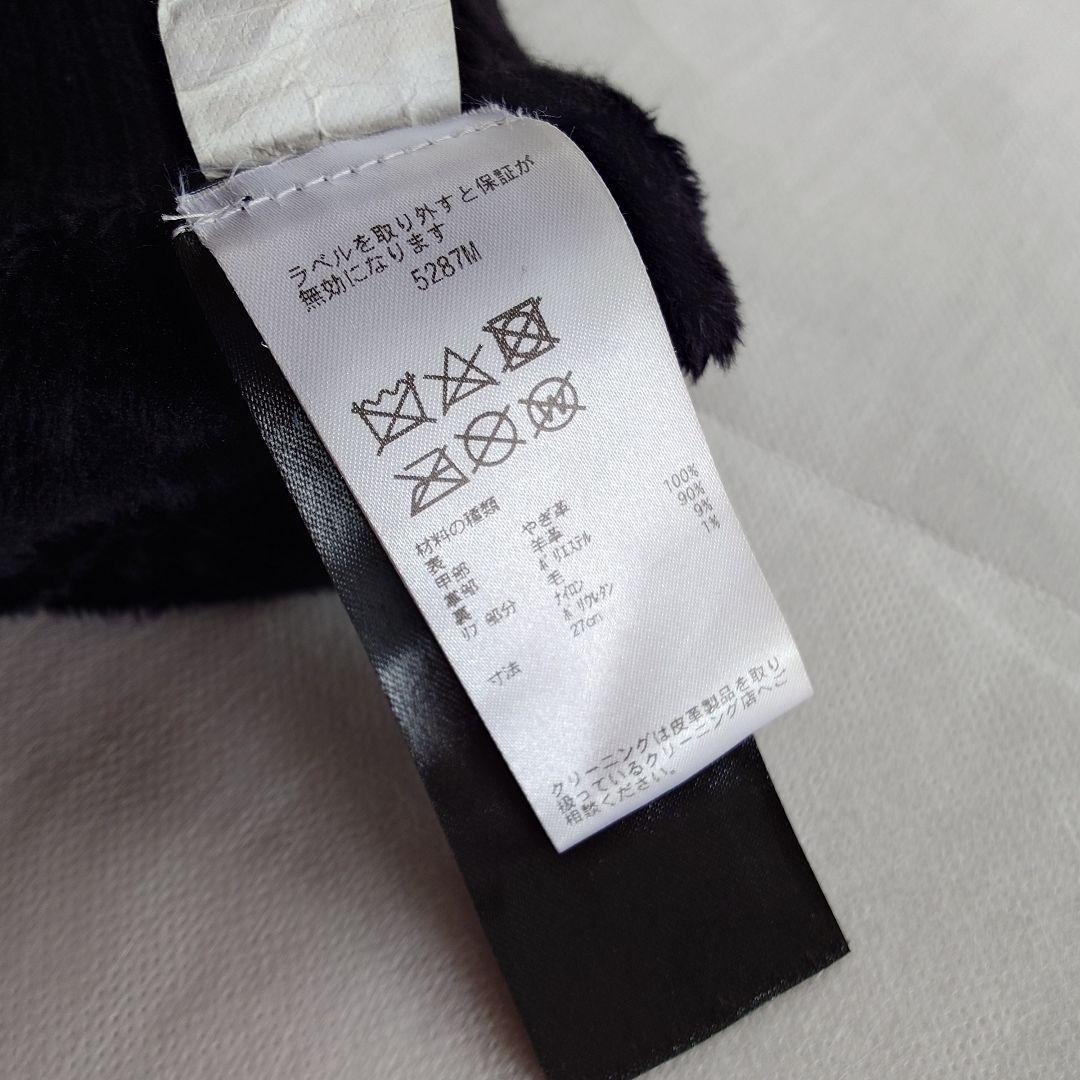 ラベルを取り外すと保証が
無効になります
5287M
W
材料の種類
表
甲部 やぎ革
革部 羊革
裏 ポリエステル 100%
リブ部分 毛 90%
ナイロン 9%
ポリウレタン 1%
寸法 27cm
クリーニングは皮革製品を取り
扱っているクリーニング店へご
相談ください。